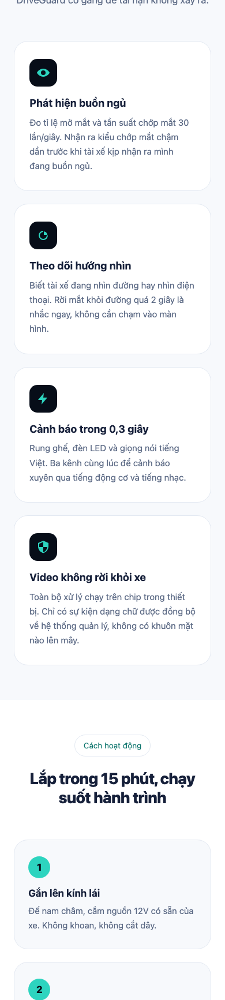 DriveGuard cố gắng để tai nạn không xảy ra.
Phát hiện buồn ngủ
Đo tỉ lệ mở mắt và tần suất chớp mắt 30
lần/giây. Nhận ra kiểu chớp mắt chậm
dần trước khi tài xế kịp nhận ra mình
đang buồn ngủ.
Theo dõi hướng nhìn
Biết tài xế đang nhìn đường hay nhìn điện
thoại. Rời mắt khỏi đường quá 2 giây là
nhắc ngay, không cần chạm vào màn
hình.
Cảnh báo trong 0,3 giây
Rung ghế, đèn LED và giọng nói tiếng
Việt. Ba kênh cùng lúc để cảnh báo
xuyên qua tiếng động cơ và tiếng nhạc.
Video không rời khỏi xe
Toàn bộ xử lý chạy trên chip trong thiết
bị. Chỉ có sự kiện dạng chữ được đồng bộ
về hệ thống quản lý, không có khuôn mặt
nào lên mây.
Cách hoạt động
Lắp trong 15 phút, chạy
suốt hành trình
1
Gắn lên kính lái
Đế nam châm, cắm nguồn 12V có sẵn của
xe. Không khoan, không cắt dây.
2